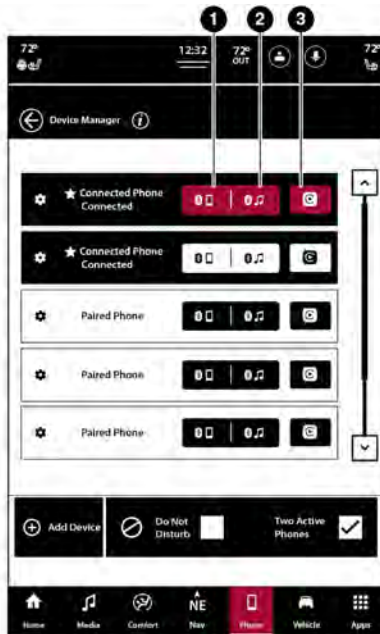 1 2 3
72° 12:32 72° OUT 72°
Device Manager i
Connected Phone
Connected
Connected Phone
Connected
Paired Phone
Paired Phone
Paired Phone
Add Device Do Not Disturb Two Active Phones
NE
Home Media Comfort Nav Phone Vehicle Apps